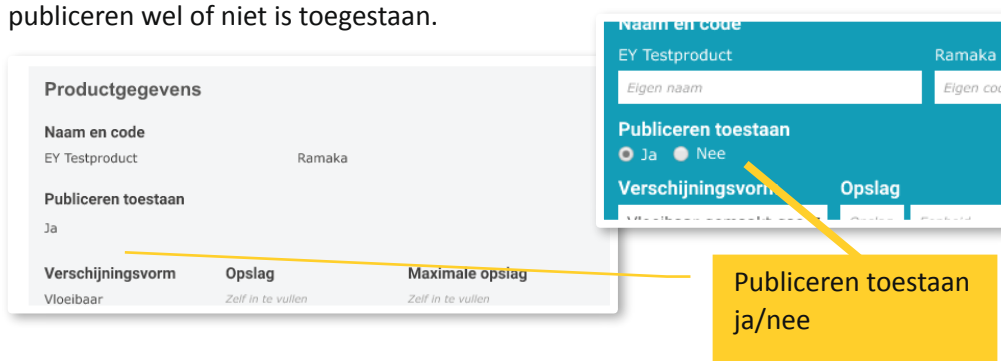 publiceren wel of niet is toegestaan.
Productgegevens
Naam en code
EY Testproduct Ramaka
Publiceren toestaan
Ja
Verschijningsvorm Opslag Maximale opslag
Vloeibaar Zelf in te vullen Zelf in te vullen
Naam en code
EY Testproduct Ramaka
Eigen naam Eigen
Publiceren toestaan
Ja Nee
Verschijningsvorm Opslag
Publiceren toestaan
ja/nee